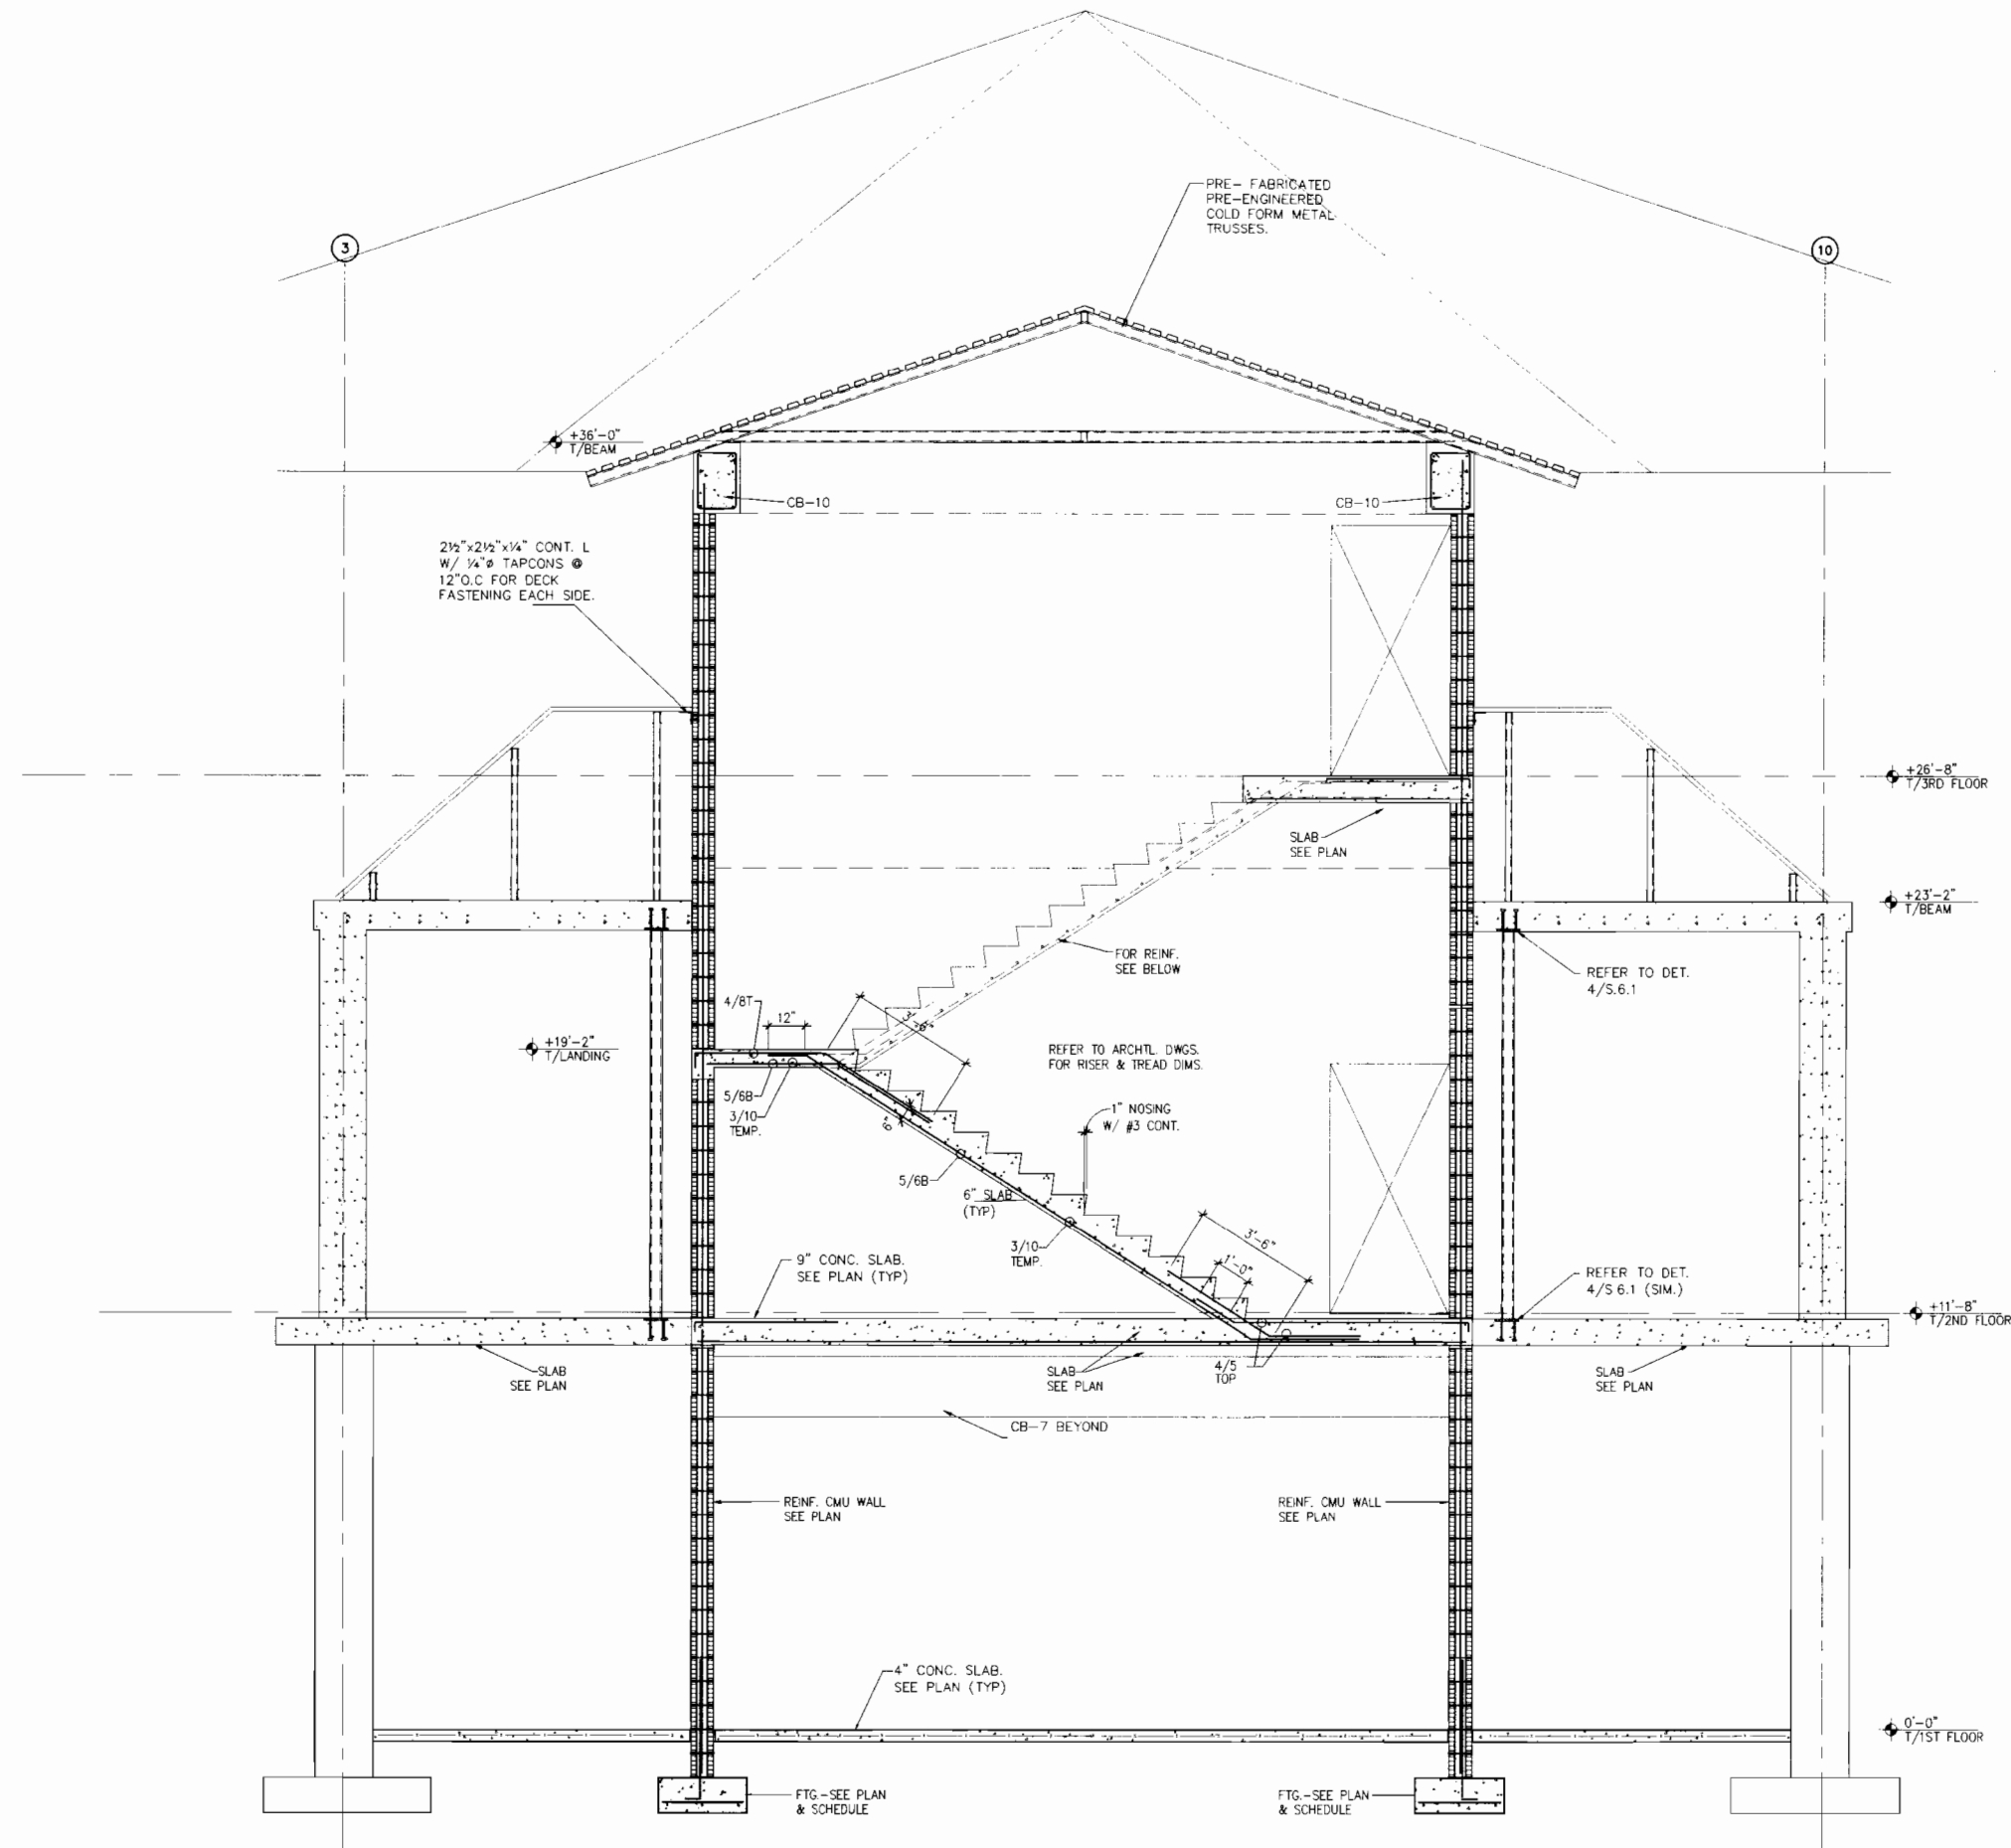 PRE- FABRICATED
PRE-ENGINEERED
COLD FORM METAL
TRUSSES.
3
10
+36'-0"
T/BEAM
CB-10
CB-10
2½"x2½"x¼" CONT. L
W/ ¼"ø TAPCONS @
12"O.C FOR DECK
FASTENING EACH SIDE.
+26'-8"
T/3RD FLOOR
SLAB
SEE PLAN
+23'-2"
T/BEAM
FOR REINF.
SEE BELOW
REFER TO DET.
4/S.6.1
4/8T
12"
3'-6"
+19'-2"
T/LANDING
REFER TO ARCHTL. DWGS.
FOR RISER & TREAD DIMS.
5/6B
3/10
TEMP.
6"
1" NOSING
W/ #3 CONT.
5/6B
6" SLAB
(TYP)
3/10
TEMP.
3'-6"
1'-0"
9" CONC. SLAB.
SEE PLAN (TYP)
REFER TO DET.
4/S 6.1 (SIM.)
+11'-8"
T/2ND FLOOR
SLAB
SEE PLAN
SLAB
SEE PLAN
4/5
TOP
SLAB
SEE PLAN
CB-7 BEYOND
REINF. CMU WALL
SEE PLAN
REINF. CMU WALL
SEE PLAN
4" CONC. SLAB.
SEE PLAN (TYP)
0'-0"
T/1ST FLOOR
FTG.-SEE PLAN
& SCHEDULE
FTG.-SEE PLAN
& SCHEDULE